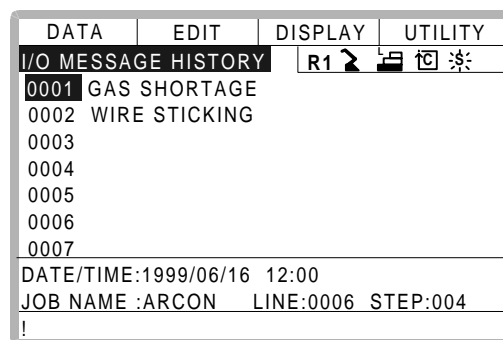 DATA EDIT DISPLAY UTILITY
I/O MESSAGE HISTORY R1 L C S
0001 GAS SHORTAGE
0002 WIRE STICKING
0003
0004
0005
0006
0007
DATE/TIME:1999/06/16 12:00
JOB NAME :ARCON LINE:0006 STEP:004
!